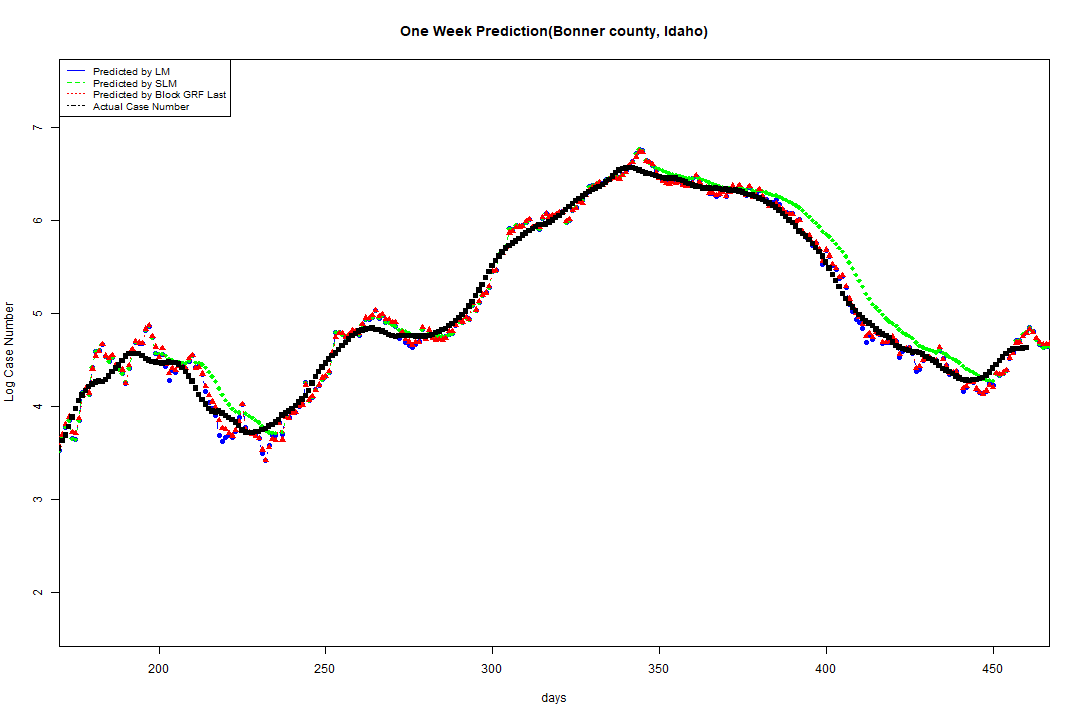 One Week Prediction(Bonner county, Idaho)
Predicted by LM
Predicted by SLM
Predicted by Block GRF Last
Actual Case Number
Log Case Number
7
6
5
4
3
2
200 250 300 350 400 450
days